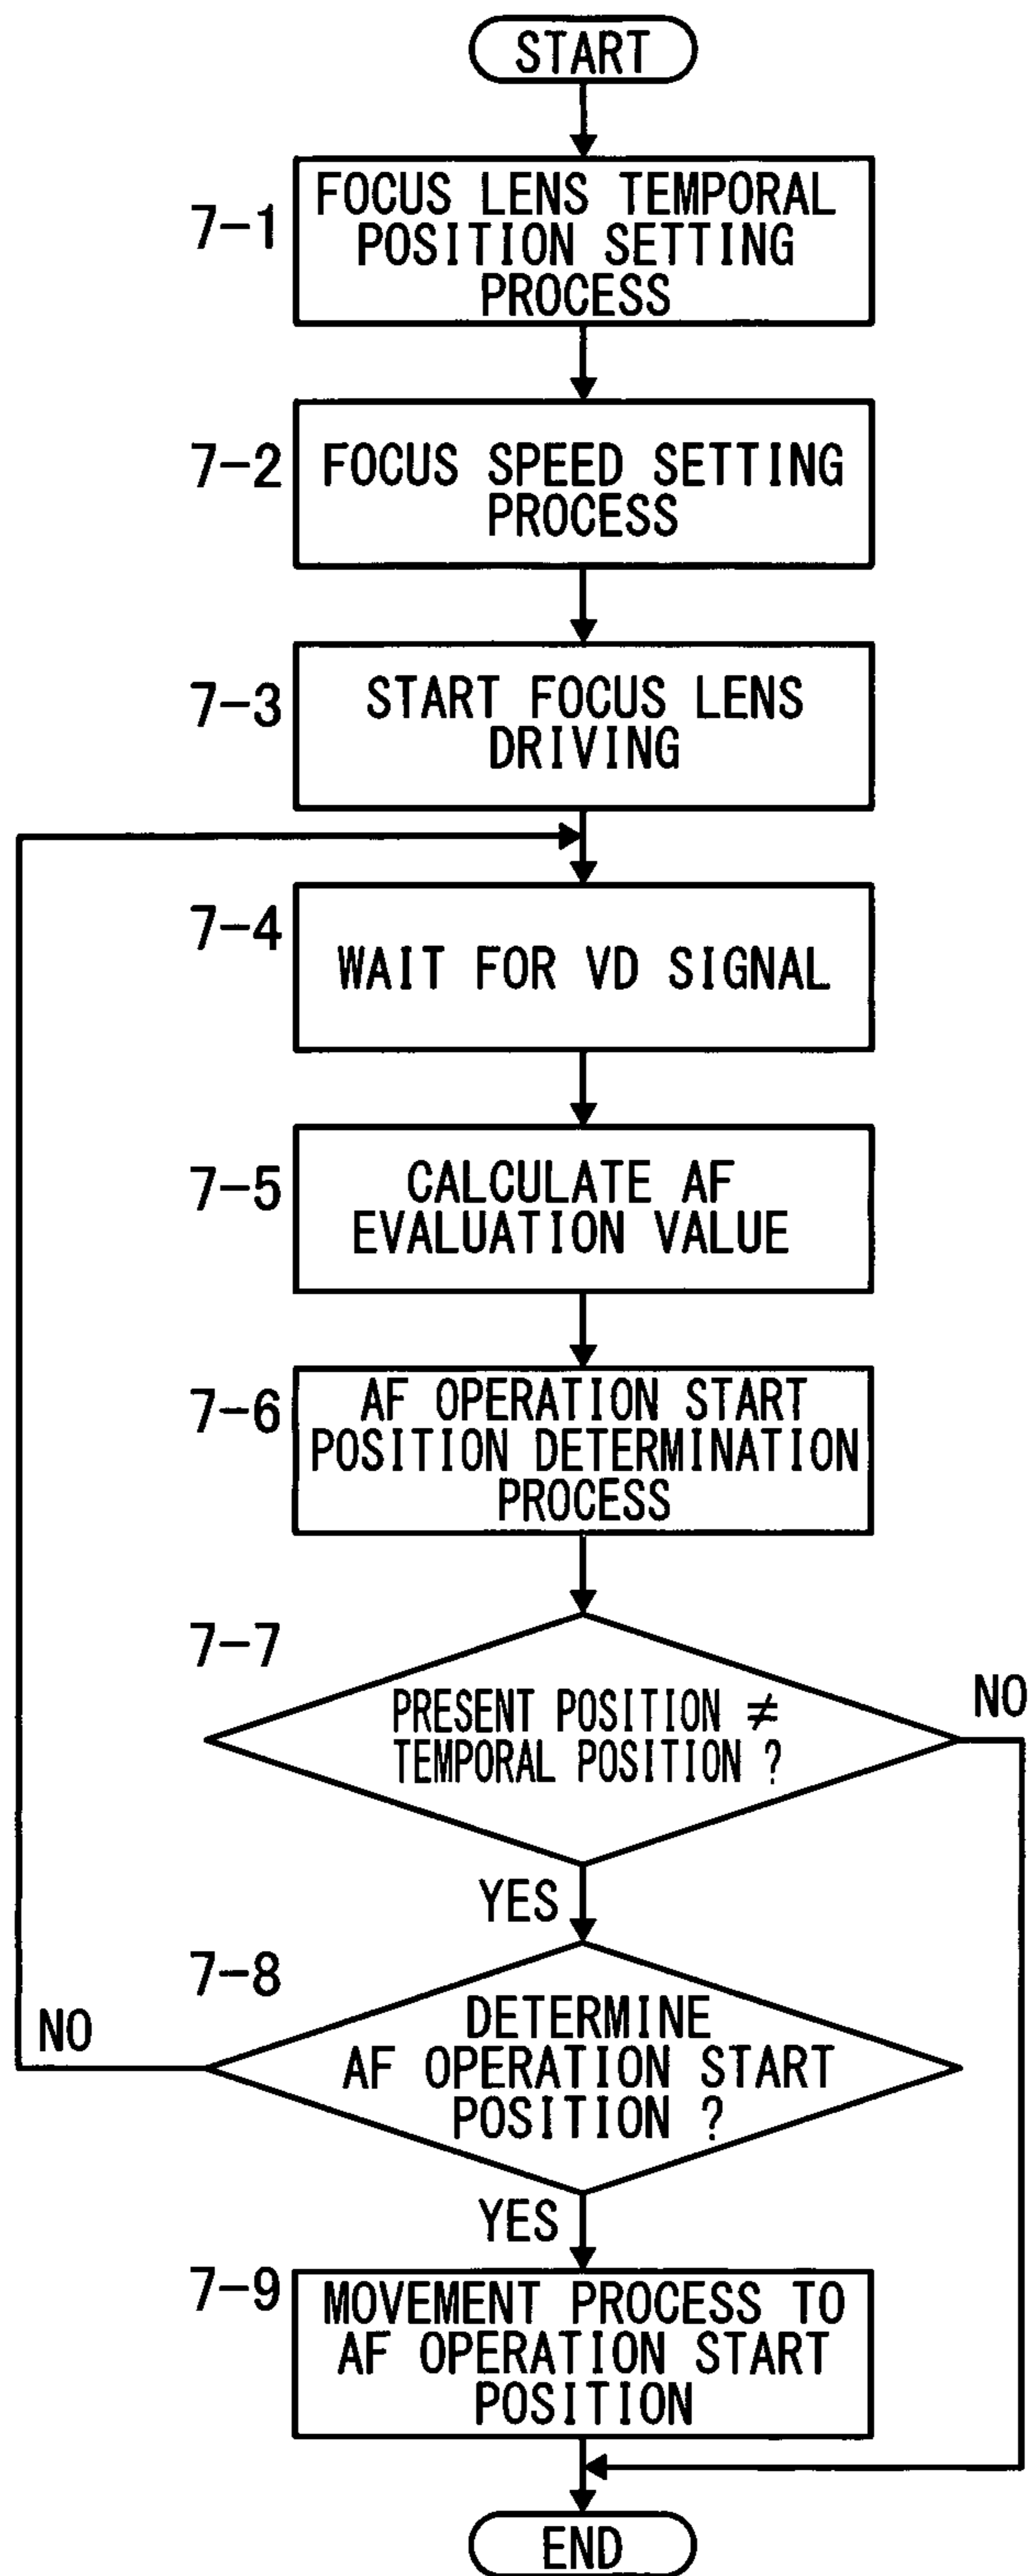 START
7-1
FOCUS LENS TEMPORAL
POSITION SETTING
PROCESS
7-2
FOCUS SPEED SETTING
PROCESS
7-3
START FOCUS LENS
DRIVING
7-4
WAIT FOR VD SIGNAL
7-5
CALCULATE AF
EVALUATION VALUE
7-6
AF OPERATION START
POSITION DETERMINATION
PROCESS
7-7
PRESENT POSITION ≠
TEMPORAL POSITION ?
NO
YES
7-8
DETERMINE
AF OPERATION START
POSITION ?
NO
YES
7-9
MOVEMENT PROCESS TO
AF OPERATION START
POSITION
END